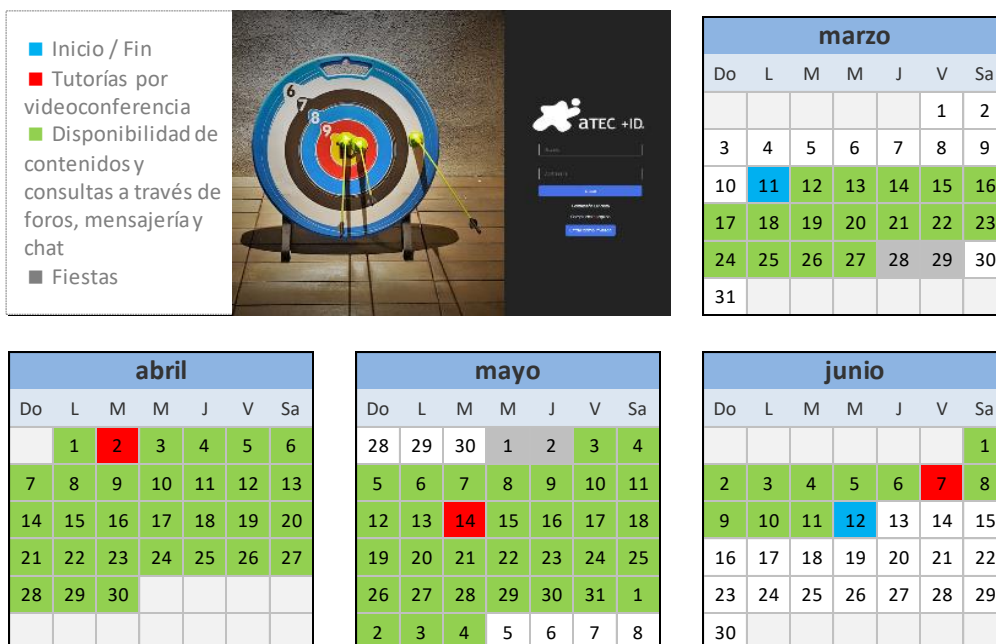 Inicio / Fin
Tutorías por
videoconferencia
Disponibilidad de
contenidos y
consultas a través de
foros, mensajería y
chat
Fiestas
6
7
8
9
aTEC +ID.
marzo
Do L M M J V Sa
1 2
3 4 5 6 7 8 9
10 11 12 13 14 15 16
17 18 19 20 21 22 23
24 25 26 27 28 29 30
31
abril
Do L M M J V Sa
1 2 3 4 5 6
7 8 9 10 11 12 13
14 15 16 17 18 19 20
21 22 23 24 25 26 27
28 29 30
mayo
Do L M M J V Sa
28 29 30 1 2 3 4
5 6 7 8 9 10 11
12 13 14 15 16 17 18
19 20 21 22 23 24 25
26 27 28 29 30 31 1
2 3 4 5 6 7 8
junio
Do L M M J V Sa
1
2 3 4 5 6 7 8
9 10 11 12 13 14 15
16 17 18 19 20 21 22
23 24 25 26 27 28 29
30